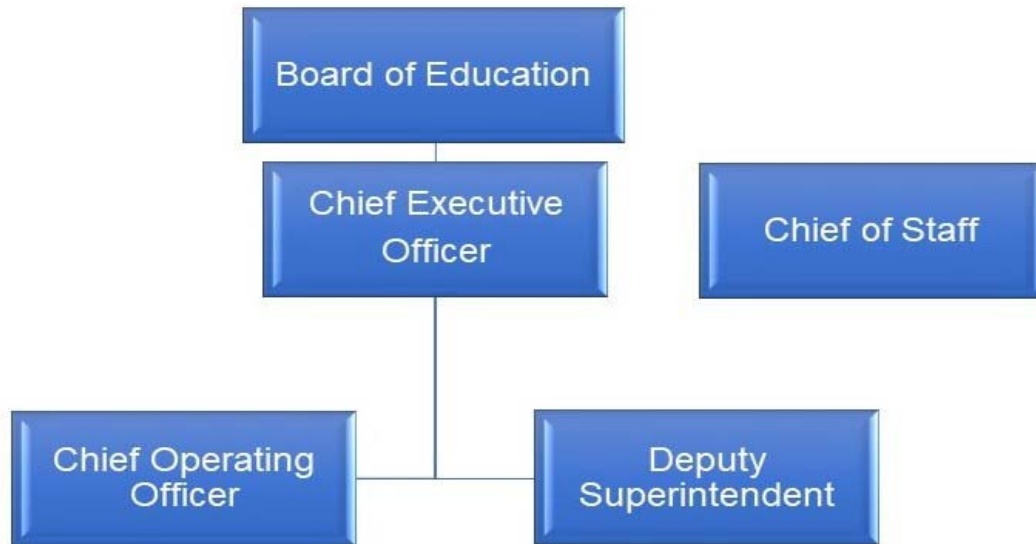 Board of Education
Chief Executive
Officer
Chief of Staff
Chief Operating
Officer
Deputy
Superintendent